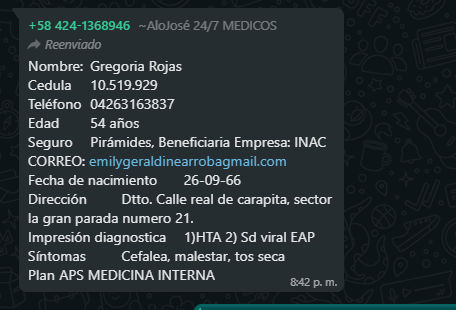 +58 424-1368946 ~AloJosé 24/7 MEDICOS
Reenviado
Nombre: Gregoria Rojas
Cedula 10.519.929
Teléfono 04263163837
Edad 54 años
Seguro Pirámides, Beneficiaria Empresa: INAC
CORREO: emilygeraldinearrobagmail.com
Fecha de nacimiento 26-09-66
Dirección Dtto. Calle real de carapita, sector
la gran parada numero 21.
Impresión diagnostica 1)HTA 2) Sd viral EAP
Síntomas Cefalea, malestar, tos seca
Plan APS MEDICINA INTERNA
8:42 p. m.